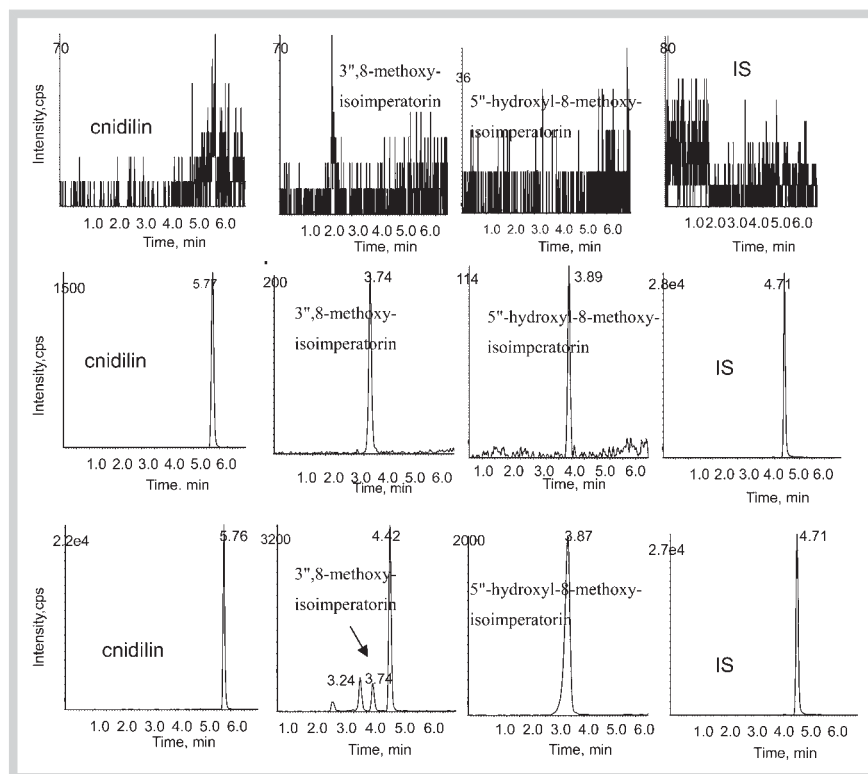 70
70
36
80
3",8-methoxy-
isoimperatorin
5"-hydroxyl-8-methoxy-
isoimperatorin
IS
cnidilin
Intensity,cps
1.0 2.0 3.0 4.0 5.0 6.0
1.0 2.0 3.0 4.0 5.0 6.0
1.0 2.0 3.0 4.0 5.0 6.0
1.0 2.0 3.0 4.0 5.0 6.0
Time, min
Time, min
Time, min
Time, min
1500
5.77
200
3.74
114
3.89
2.8e4
4.71
3",8-methoxy-
isoimperatorin
5"-hydroxyl-8-methoxy-
isoimperatorin
cnidilin
IS
Intensity,cps
1.0 2.0 3.0 4.0 5.0 6.0
1.0 2.0 3.0 4.0 5.0 6.0
1.0 2.0 3.0 4.0 5.0 6.0
1.0 2.0 3.0 4.0 5.0 6.0
Time. min
Time, min
Time, min
Time, min
2.2e4
5.76
3200
4.42
2000
3.87
2.7e4
4.71
3",8-methoxy-
isoimperatorin
5"-hydroxyl-8-methoxy-
isoimperatorin
cnidilin
3.24
3.74
IS
Intensity,cps
1.0 2.0 3.0 4.0 5.0 6.0
1.0 2.0 3.0 4.0 5.0 6.0
1.0 2.0 3.0 4.0 5.0 6.0
1.0 2.0 3.0 4.0 5.0 6.0
Time, min
Time, min
Time, min
Time, min